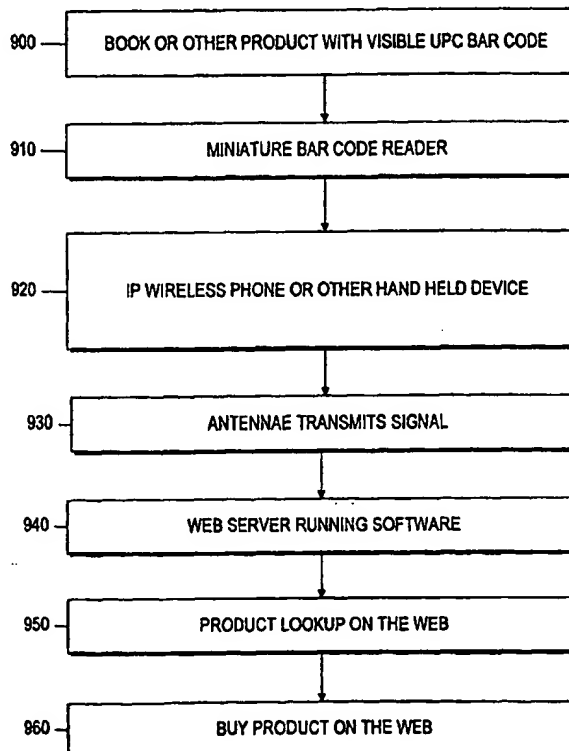 900 BOOK OR OTHER PRODUCT WITH VISIBLE UPC BAR CODE
910 MINIATURE BAR CODE READER
920 IP WIRELESS PHONE OR OTHER HAND HELD DEVICE
930 ANTENNAE TRANSMITS SIGNAL
940 WEB SERVER RUNNING SOFTWARE
950 PRODUCT LOOKUP ON THE WEB
960 BUY PRODUCT ON THE WEB